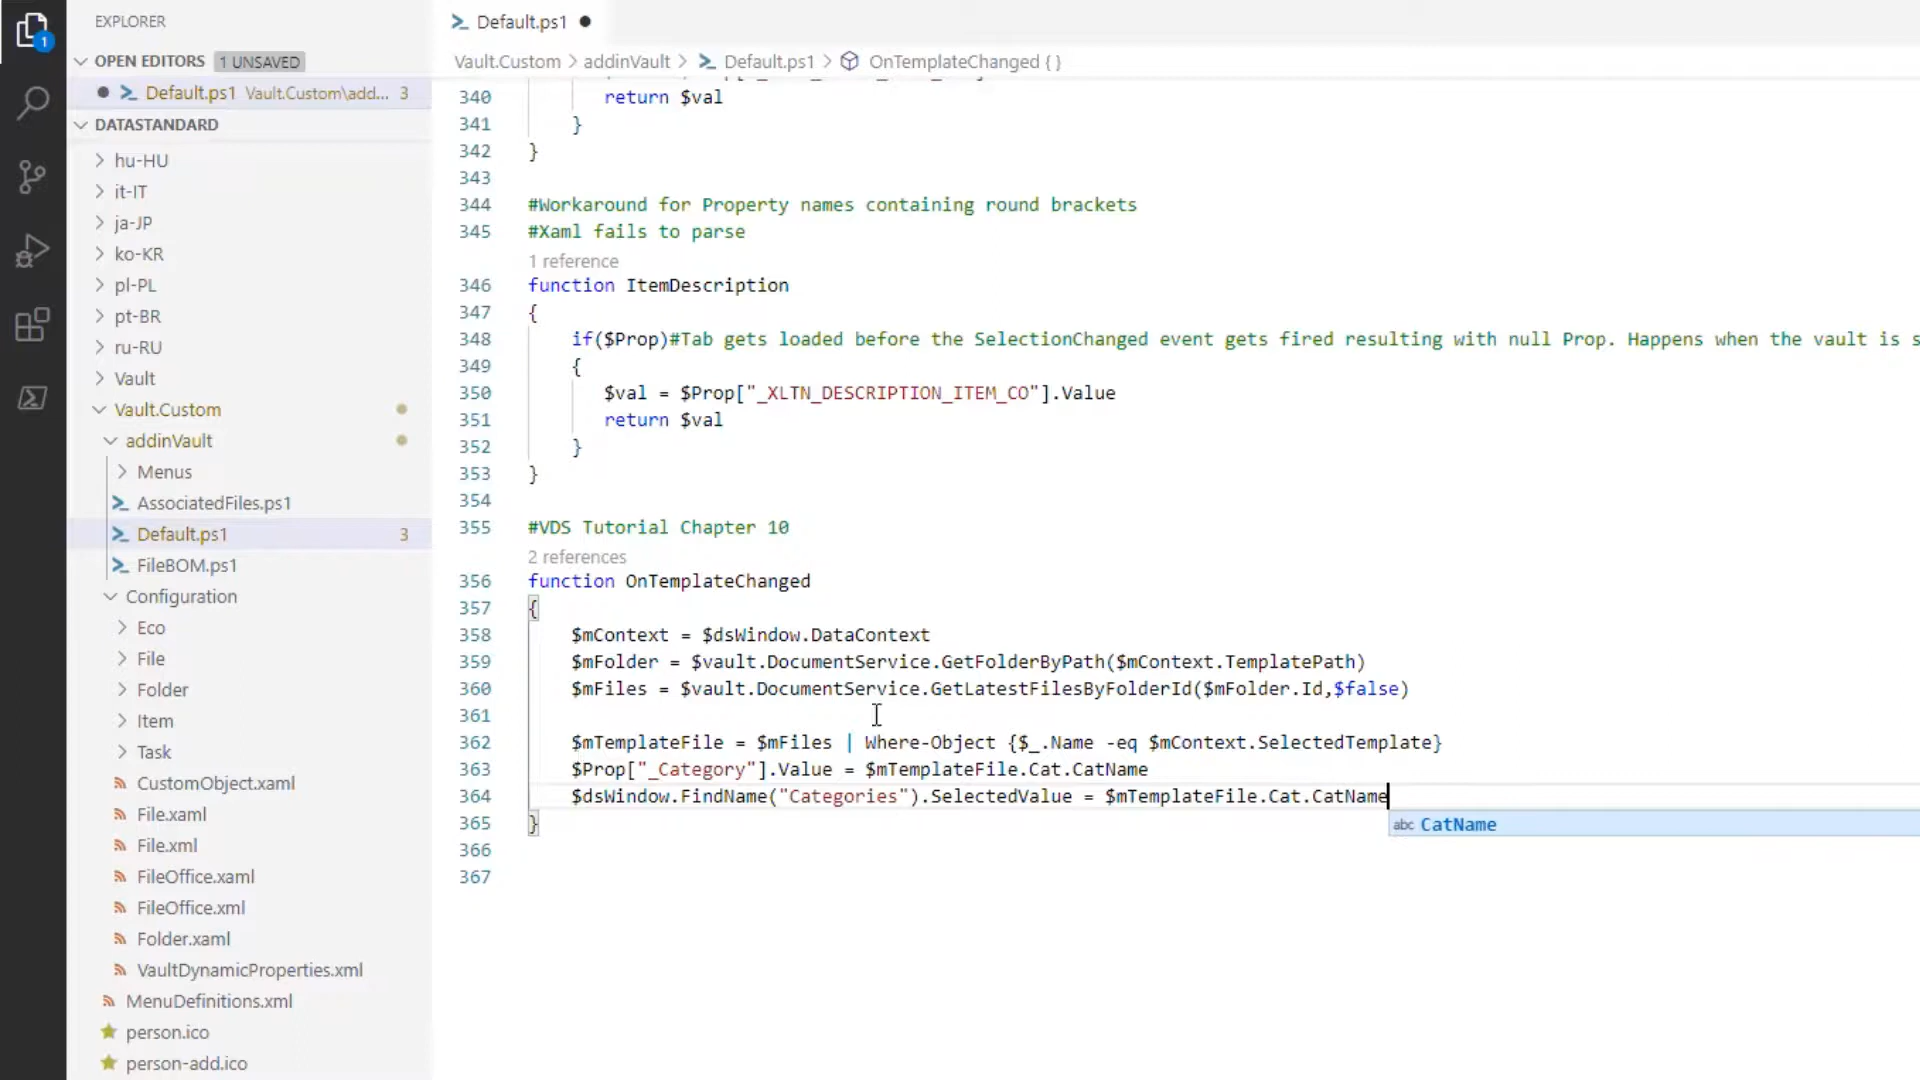 EXPLORER
OPEN EDITORS 1 UNSAVED
Default.ps1 Vault.Custom\add... 3
DATASTANDARD
hu-HU
it-IT
ja-JP
ko-KR
pl-PL
pt-BR
ru-RU
Vault
Vault.Custom
addinVault
Menus
AssociatedFiles.ps1
Default.ps1 3
FileBOM.ps1
Configuration
Eco
File
Folder
Item
Task
CustomObject.xaml
File.xaml
File.xml
FileOffice.xaml
FileOffice.xml
Folder.xaml
VaultDynamicProperties.xml
MenuDefinitions.xml
person.ico
person-add.ico
1
Default.ps1
Vault.Custom > addinVault > Default.ps1 > OnTemplateChanged { }
340 return $val
341 }
342 }
343
344 #Workaround for Property names containing round brackets
345 #Xaml fails to parse
1 reference
346 function ItemDescription
347 {
348 if($Prop)#Tab gets loaded before the SelectionChanged event gets fired resulting with null Prop. Happens when the vault is s
349 {
350 $val = $Prop["_XLTN_DESCRIPTION_ITEM_CO"].Value
351 return $val
352 }
353 }
354
355 #VDS Tutorial Chapter 10
2 references
356 function OnTemplateChanged
357 {
358 $mContext = $dsWindow.DataContext
359 $mFolder = $vault.DocumentService.GetFolderByPath($mContext.TemplatePath)
360 $mFiles = $vault.DocumentService.GetLatestFilesByFolderId($mFolder.Id,$false)
361
362 $mTemplateFile = $mFiles | Where-Object {$_.Name -eq $mContext.SelectedTemplate}
363 $Prop["_Category"].Value = $mTemplateFile.Cat.CatName
364 $dsWindow.FindName("Categories").SelectedValue = $mTemplateFile.Cat.CatName
365 }
abc CatName
366
367